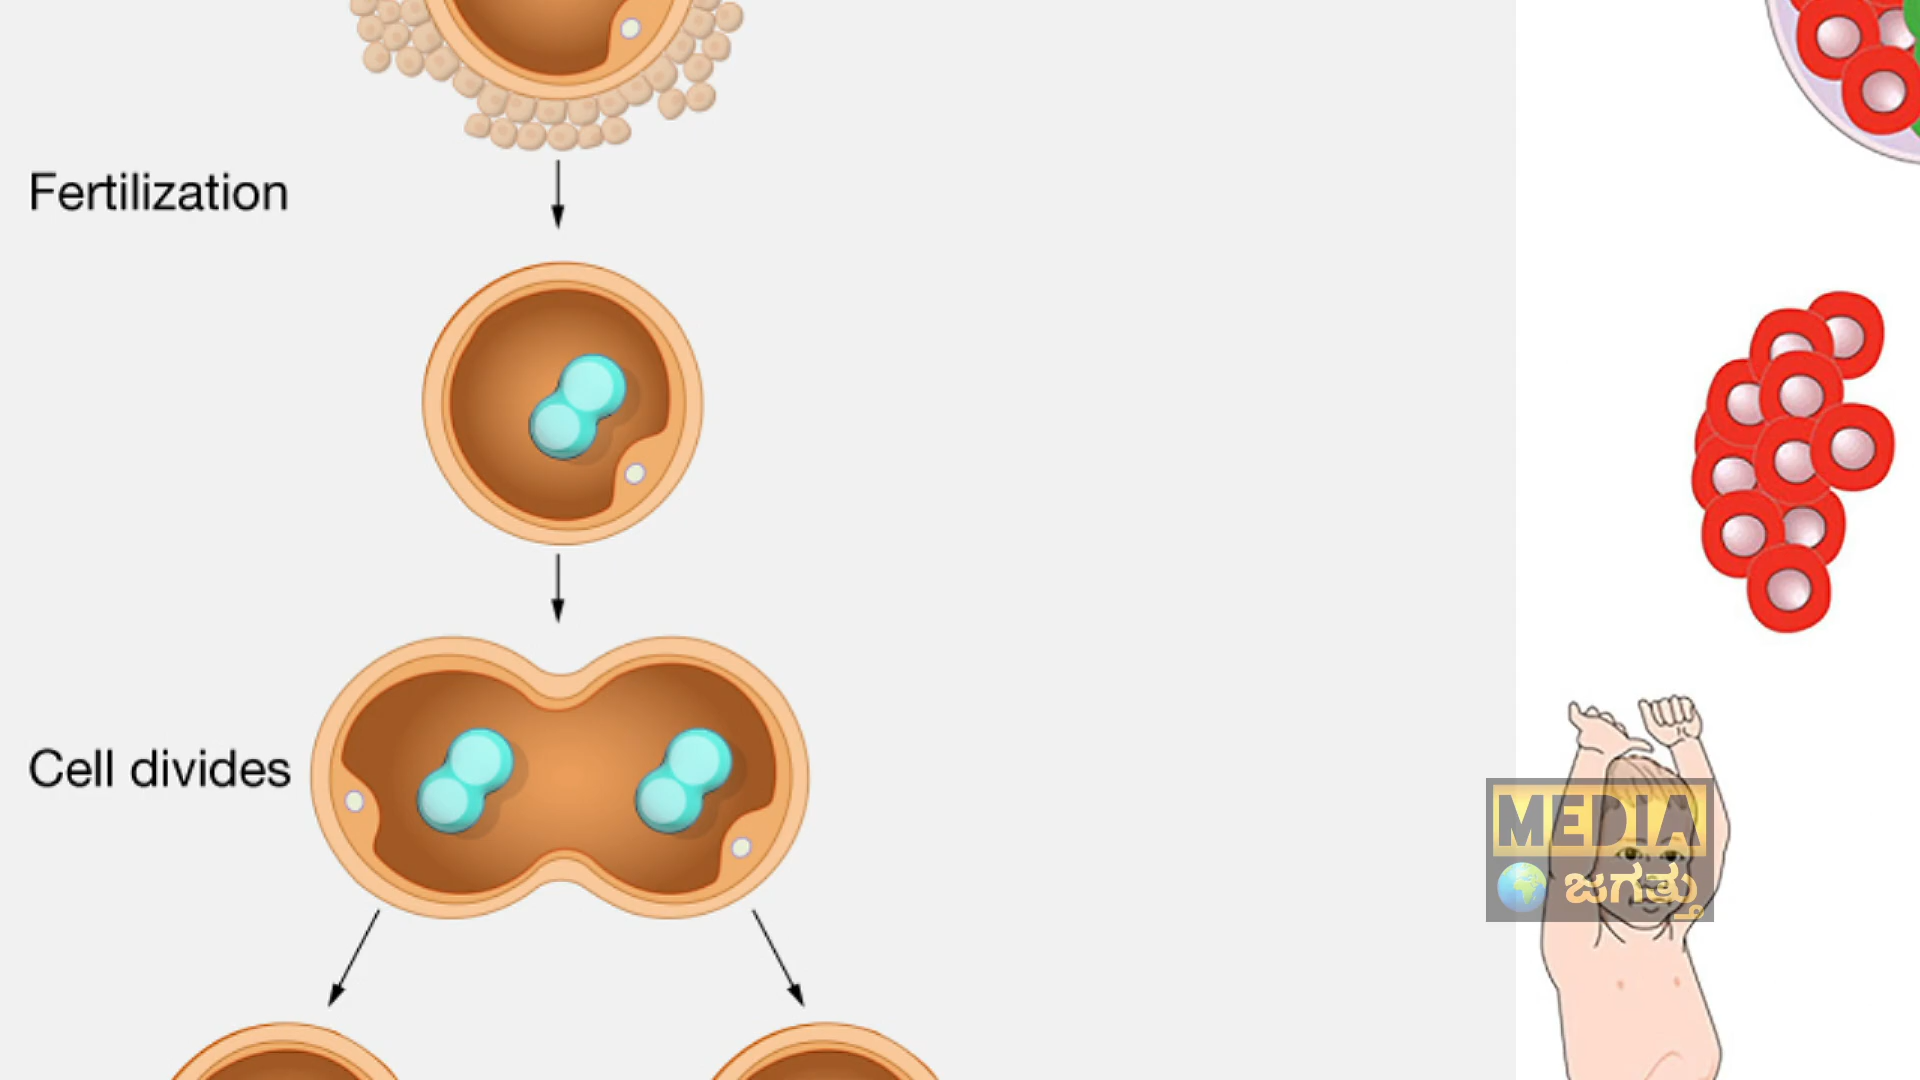 Fertilization
Cell divides
MEDIA
ಜಗತ್ತು